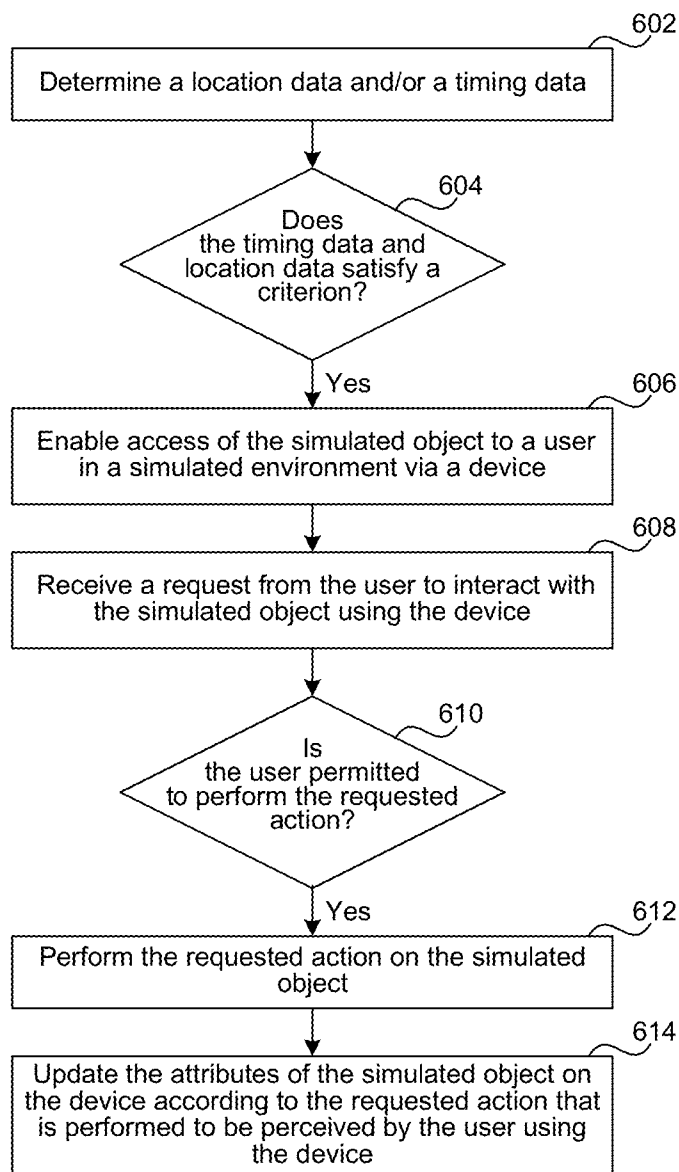 602
Determine a location data and/or a timing data
604
Does
the timing data and
location data satisfy a
criterion?
Yes
606
Enable access of the simulated object to a user
in a simulated environment via a device
608
Receive a request from the user to interact with
the simulated object using the device
610
Is
the user permitted
to perform the requested
action?
Yes
612
Perform the requested action on the simulated
object
614
Update the attributes of the simulated object on
the device according to the requested action that
is performed to be perceived by the user using
the device